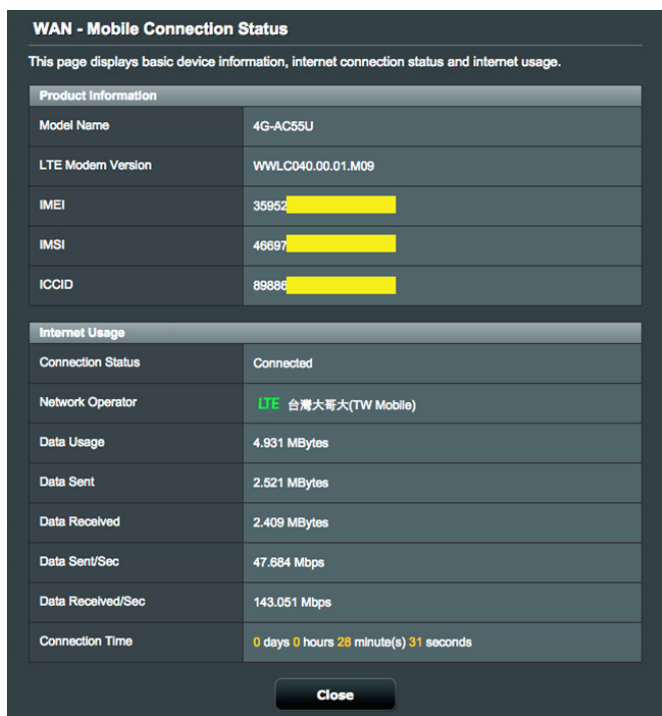 WAN - Mobile Connection Status
This page displays basic device information, internet connection status and internet usage.
Product Information
Model Name 4G-AC55U
LTE Modem Version WWLC040.00.01.M09
IMEI 35952
IMSI 46697
ICCID 89886
Internet Usage
Connection Status Connected
Network Operator LTE 台灣大哥大(TW Mobile)
Data Usage 4.931 MBytes
Data Sent 2.521 MBytes
Data Received 2.409 MBytes
Data Sent/Sec 47.684 Mbps
Data Received/Sec 143.051 Mbps
Connection Time 0 days 0 hours 28 minute(s) 31 seconds
Close